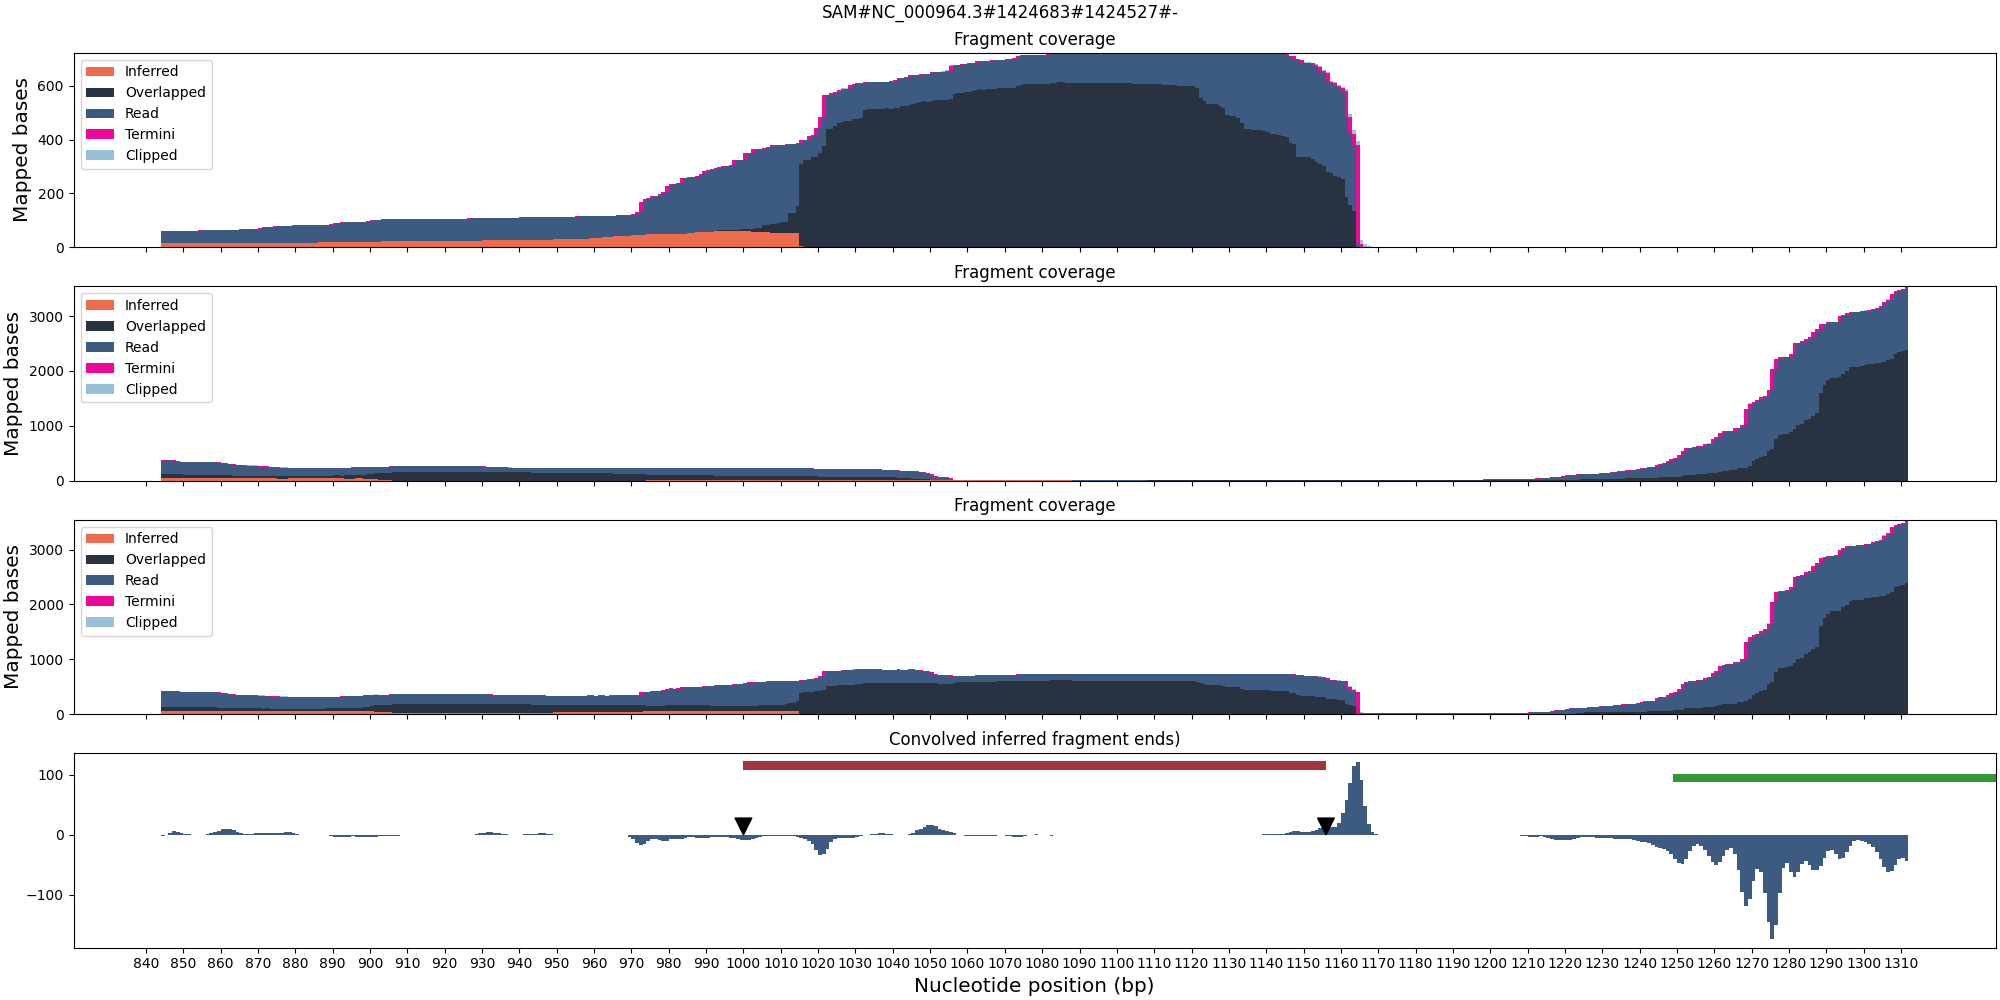 SAM#NC_000964.3#1424683#1424527#-
Fragment coverage
Mapped bases
600
400
200
0
Inferred
Overlapped
Read
Termini
Clipped
Fragment coverage
Mapped bases
3000
2000
1000
0
Inferred
Overlapped
Read
Termini
Clipped
Fragment coverage
Mapped bases
3000
2000
1000
0
Inferred
Overlapped
Read
Termini
Clipped
Convolved inferred fragment ends)
100
0
−100
840 850 860 870 880 890 900 910 920 930 940 950 960 970 980 990 1000 1010 1020 1030 1040 1050 1060 1070 1080 1090 1100 1110 1120 1130 1140 1150 1160 1170 1180 1190 1200 1210 1220 1230 1240 1250 1260 1270 1280 1290 1300 1310
Nucleotide position (bp)